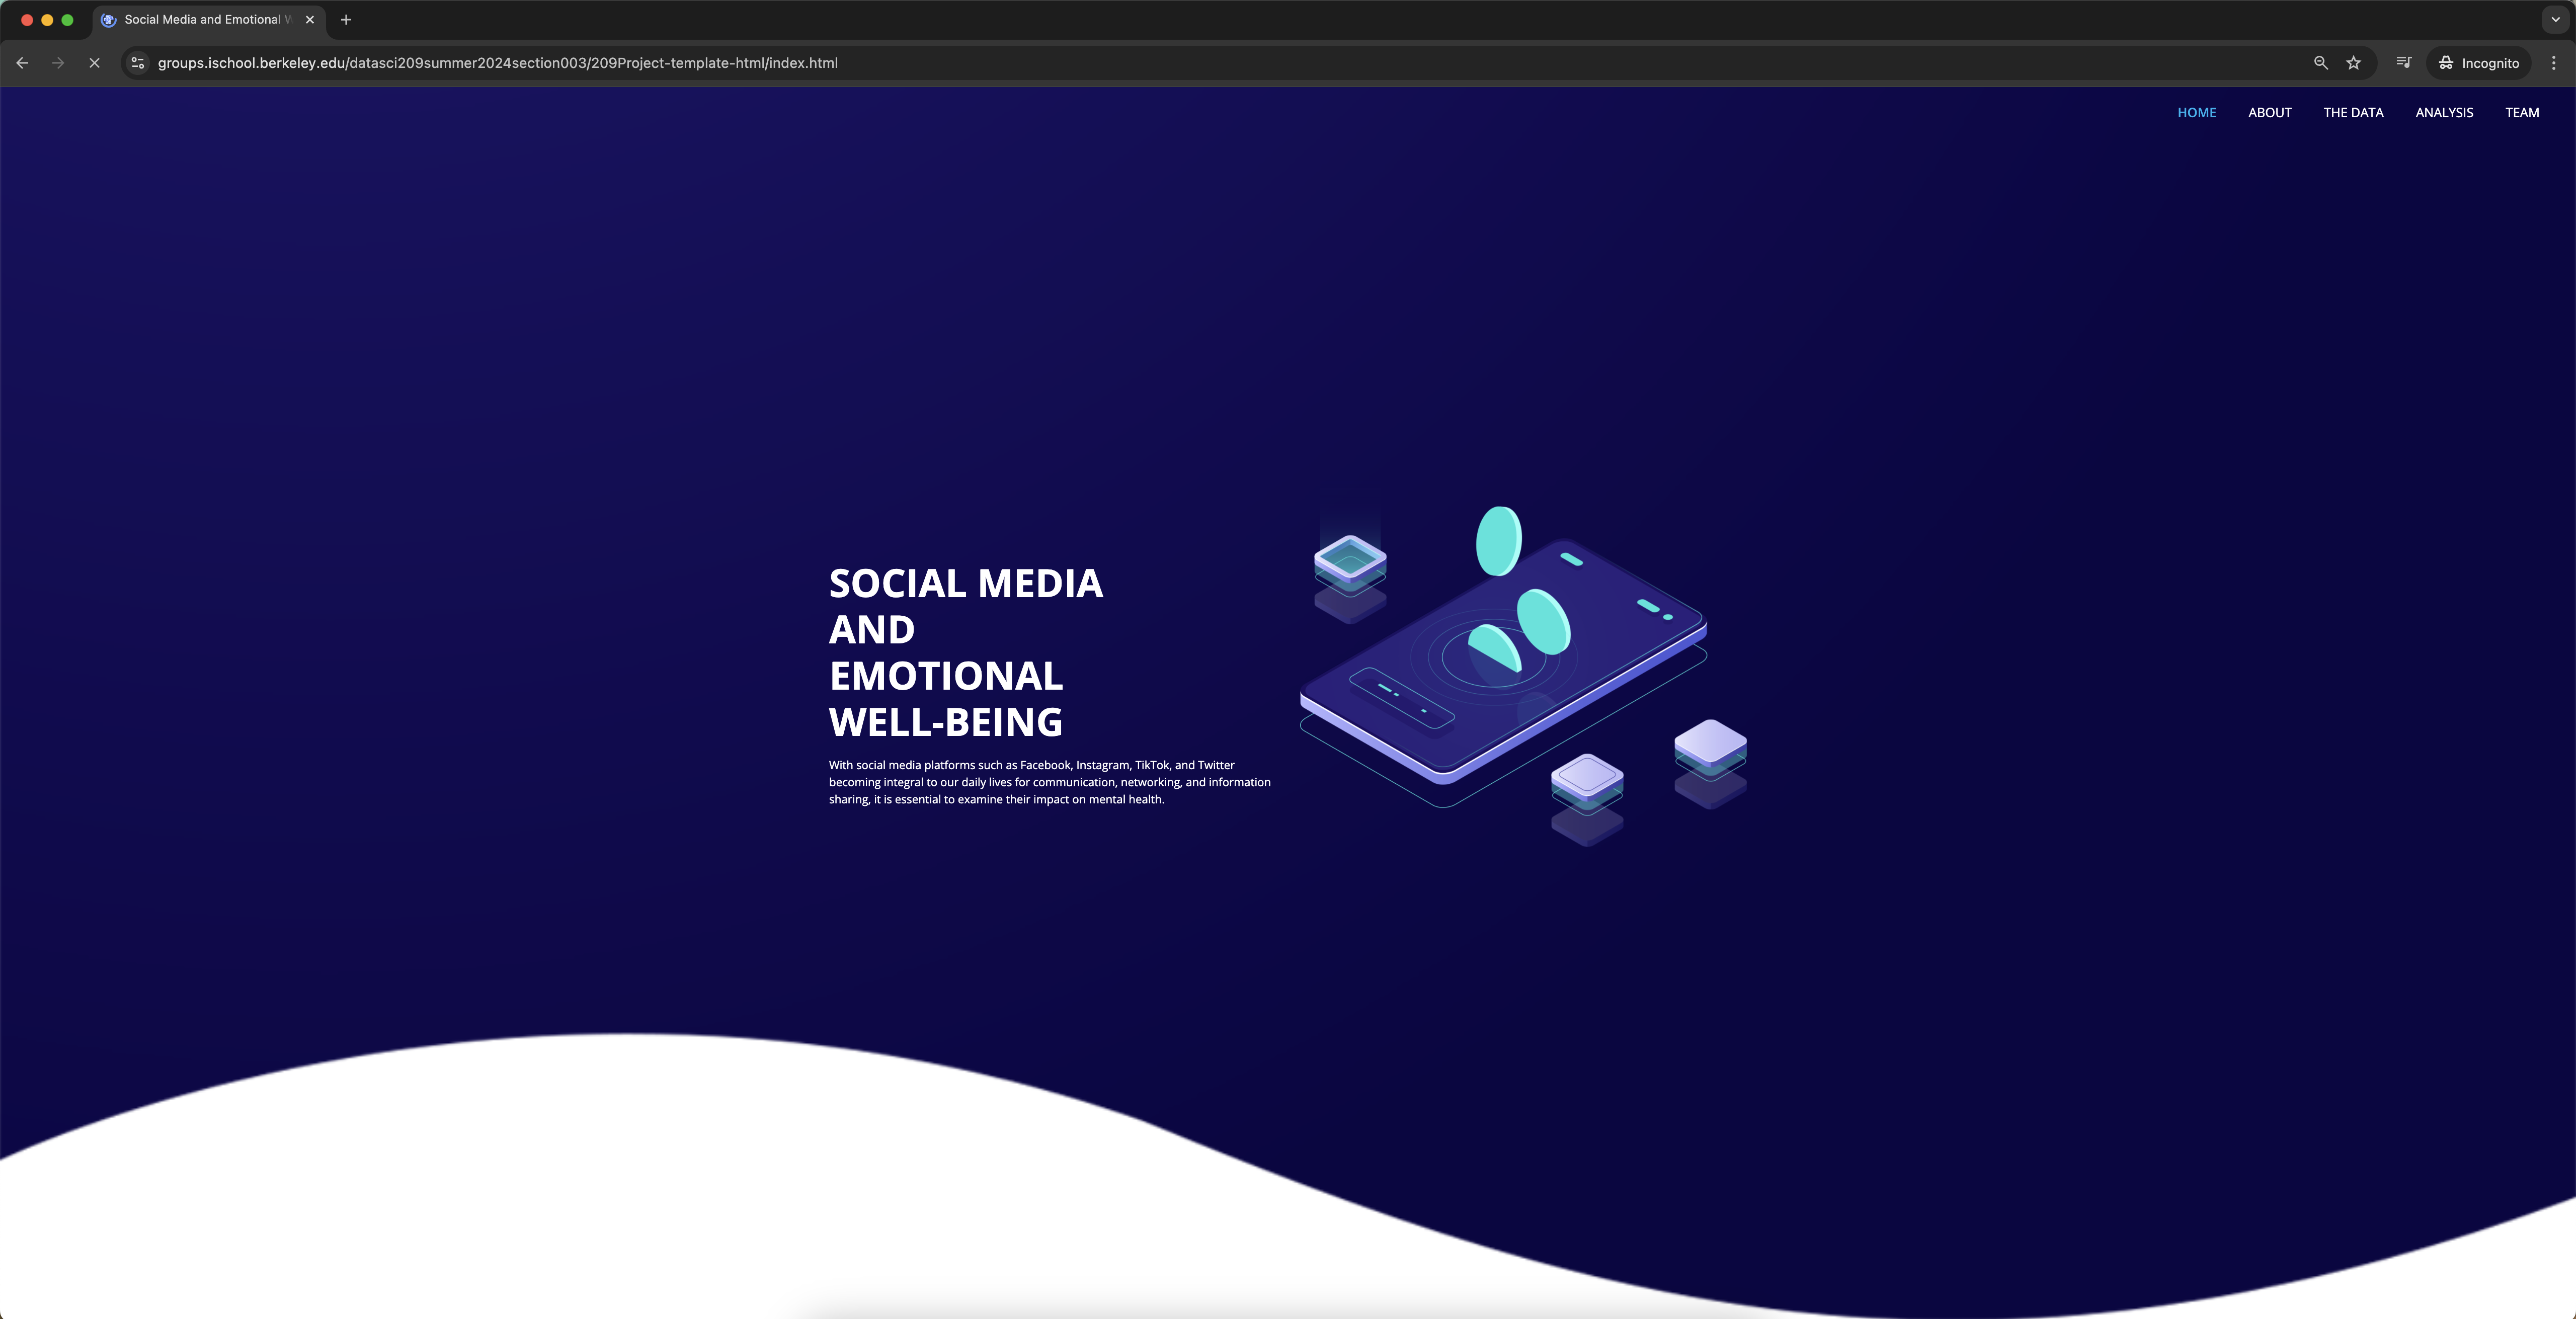 Social Media and Emotional W
groups.ischool.berkeley.edu/datasci209summer2024section003/209Project-template-html/index.html
Incognito
HOME ABOUT THE DATA ANALYSIS TEAM
SOCIAL MEDIA
AND
EMOTIONAL
WELL-BEING
With social media platforms such as Facebook, Instagram, TikTok, and Twitter
becoming integral to our daily lives for communication, networking, and information
sharing, it is essential to examine their impact on mental health.